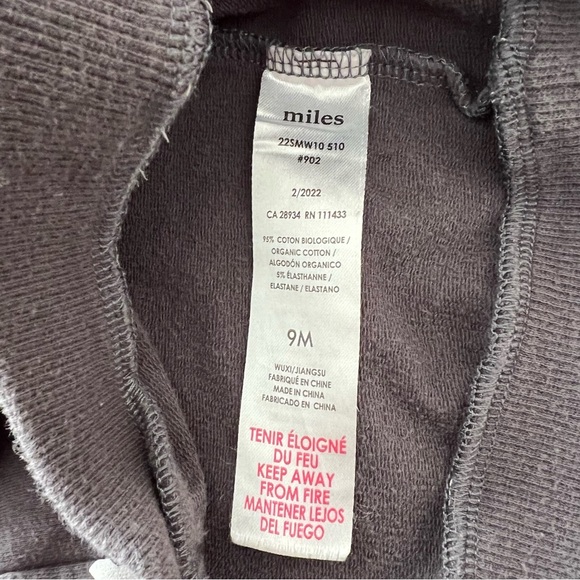 miles
22SMW10 510
#902
2/2022
CA 28934 RN 111433
95% COTON BIOLOGIQUE /
ORGANIC COTTON /
ALGODÓN ORGANICO
5% ÉLASTHANNE /
ELASTANE / ELASTANO
9M
WUXI/JIANGSU
FABRIQUÉ EN CHINE
MADE IN CHINA
FABRICADO EN CHINA
TENIR ÉLOIGNÉ
DU FEU
KEEP AWAY
FROM FIRE
MANTENER LEJOS
DEL FUEGO